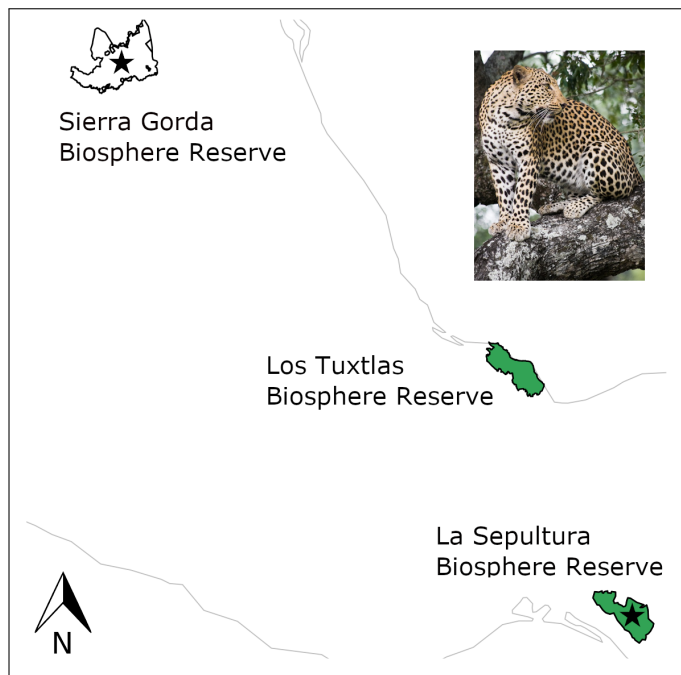 Sierra Gorda
Biosphere Reserve
Los Tuxtlas
Biosphere Reserve
La Sepultura
Biosphere Reserve
N